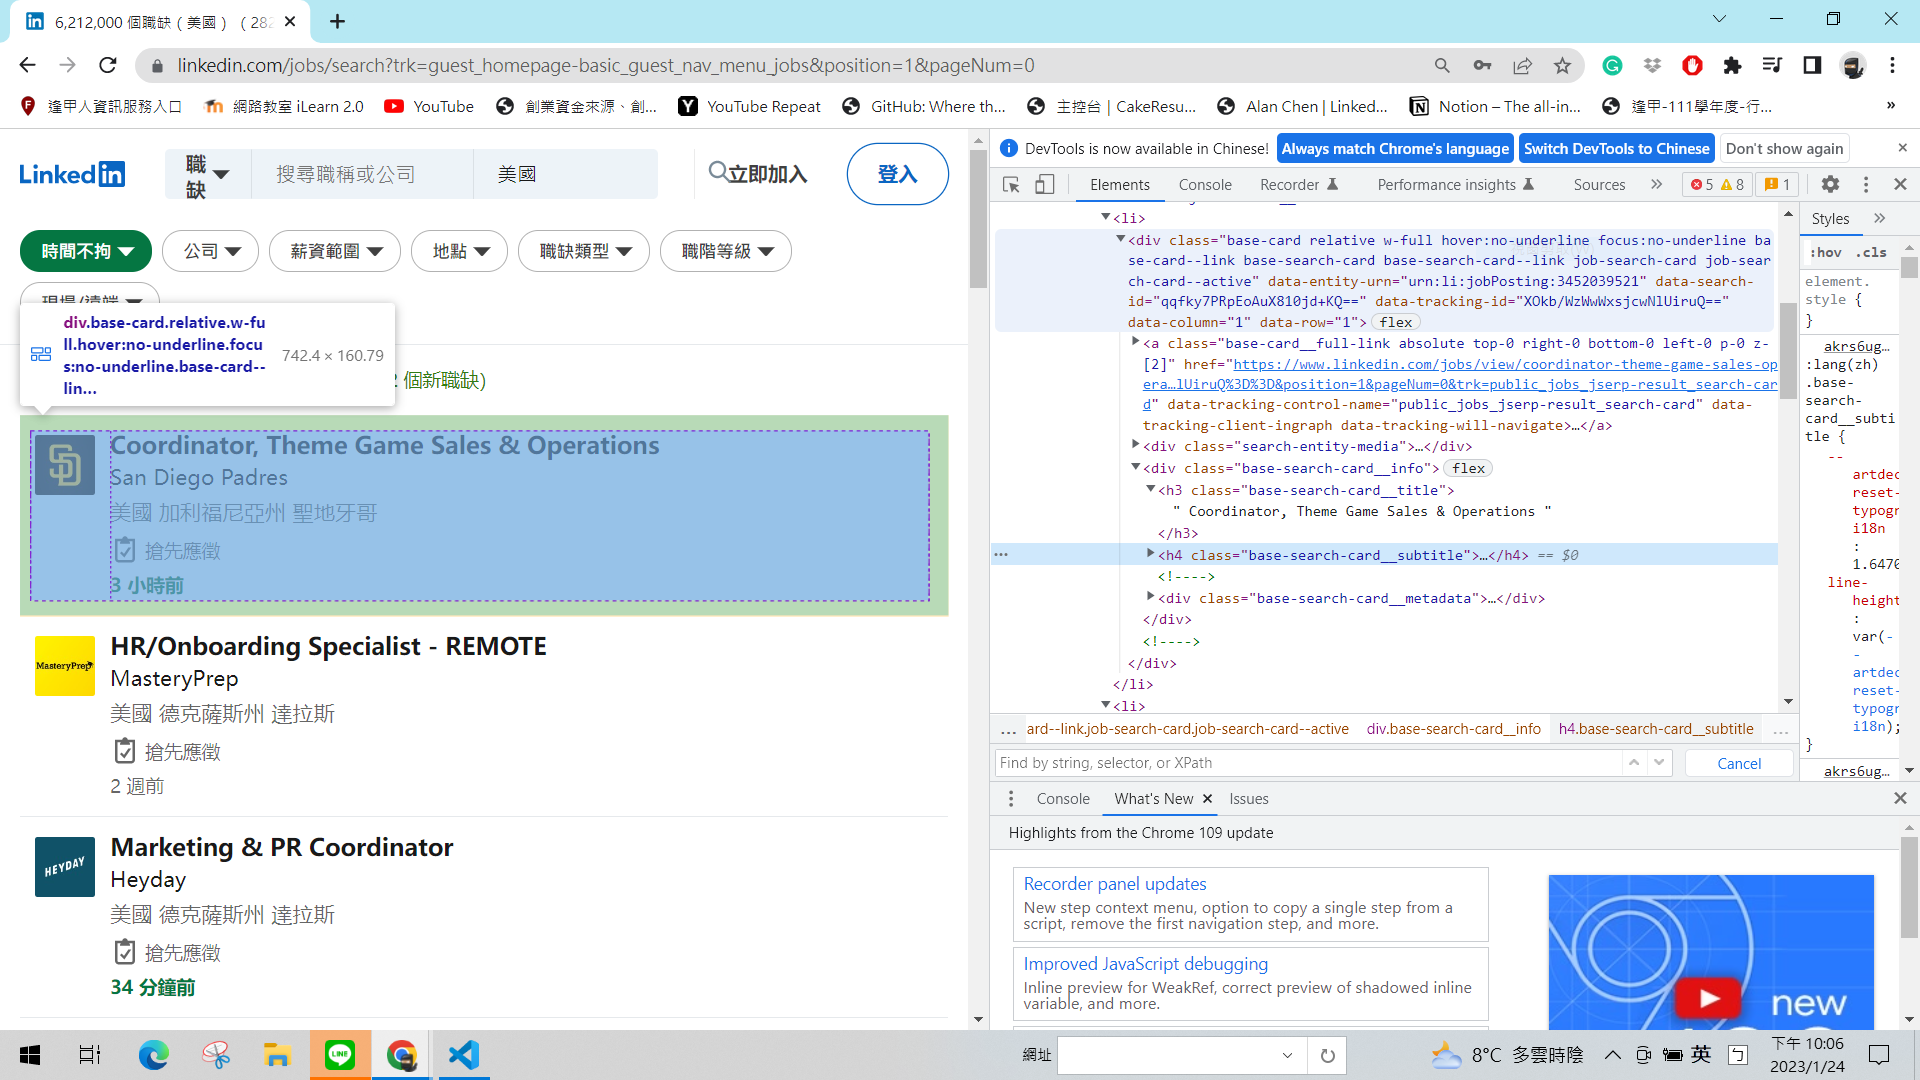 6,212,000 個職缺（美國）（282
linkedin.com/jobs/search?trk=guest_homepage-basic_guest_nav_menu_jobs&position=1&pageNum=0
逢甲人資訊服務入口
網路教室 iLearn 2.0
YouTube
創業資金來源、創...
YouTube Repeat
GitHub: Where th...
主控台 | CakeResu...
Alan Chen | Linked...
Notion – The all-in...
逢甲-111學年度-行...
»
Linked in
職缺
搜尋職稱或公司
美國
立即加入
登入
時間不拘
公司
薪資範圍
地點
職缺類型
職階等級
現場/遠端
div.base-card.relative.w-fu
ll.hover:no-underline.focu
s:no-underline.base-card--
lin...
742.4 × 160.79
個新職缺)
SD
Coordinator, Theme Game Sales & Operations
San Diego Padres
美國 加利福尼亞州 聖地牙哥
搶先應徵
3 小時前
MasteryPrep
HR/Onboarding Specialist - REMOTE
MasteryPrep
美國 德克薩斯州 達拉斯
搶先應徵
2 週前
HEYDAY
Marketing & PR Coordinator
Heyday
美國 德克薩斯州 達拉斯
搶先應徵
34 分鐘前
DevTools is now available in Chinese!
Always match Chrome's language
Switch DevTools to Chinese
Don't show again
Elements
Console
Recorder
Performance insights
Sources
»
5
8
1
<li>
<div class="base-card relative w-full hover:no-underline focus:no-underline ba
se-card--link base-search-card base-search-card--link job-search-card job-sear
ch-card--active" data-entity-urn="urn:li:jobPosting:3452039521" data-search-
id="qqfky7PRpEoAuX810jd+KQ==" data-tracking-id="XOkb/WzWwWxsjcwNlUiruQ=="
data-column="1" data-row="1"> flex
<a class="base-card__full-link absolute top-0 right-0 bottom-0 left-0 p-0 z-
[2]" href="https://www.linkedin.com/jobs/view/coordinator-theme-game-sales-op
era…lUiruQ%3D%3D&position=1&pageNum=0&trk=public_jobs_jserp-result_search-car
d" data-tracking-control-name="public_jobs_jserp-result_search-card" data-
tracking-client-ingraph data-tracking-will-navigate>…</a>
<div class="search-entity-media">…</div>
<div class="base-search-card__info"> flex
<h3 class="base-search-card__title">
" Coordinator, Theme Game Sales & Operations "
</h3>
<h4 class="base-search-card__subtitle">…</h4> == $0
<!---->
<div class="base-search-card__metadata">…</div>
</div>
<!---->
</div>
</li>
<li>
... ard--link.job-search-card.job-search-card--active div.base-search-card__info h4.base-search-card__subtitle ...
Find by string, selector, or XPath
Cancel
Styles
»
:hov .cls
element.
style {
}
akrs6ug…
:lang(zh)
.base-
search-
card__subti
tle {
--
artdec
reset-
typogr
i18n
:
1.6470
line-
height
:
var(-
-
artdec
reset-
typogr
i18n);
}
akrs6ug…
Console
What's New
Issues
Highlights from the Chrome 109 update
Recorder panel updates
New step context menu, option to copy a single step from a
script, remove the first navigation step, and more.
Improved JavaScript debugging
Inline preview for WeakRef, correct preview of shadowed inline
variable, and more.
new
LINE
網址
8°C 多雲時陰
英
下午 10:06
2023/1/24